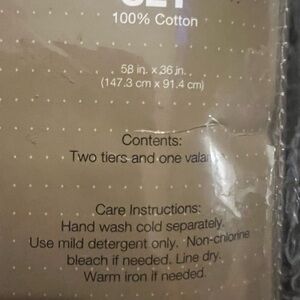 SET
100% Cotton
58 in. x 36 in.
(147.3 cm x 91.4 cm)
Contents:
Two tiers and one valan
Care Instructions:
Hand wash cold separately.
Use mild detergent only. Non-chlorine
bleach if needed. Line dry.
Warm iron if needed.